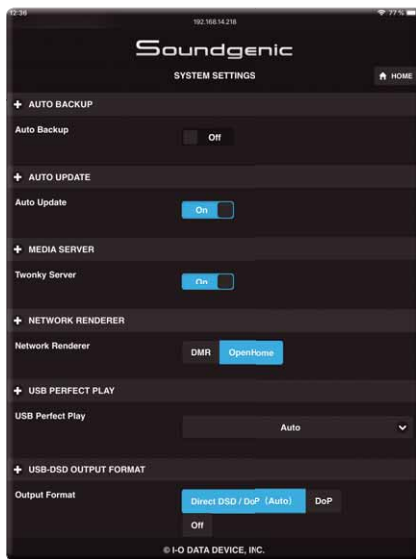 12:36
77%
192.168.14.218
Soundgenic
SYSTEM SETTINGS
HOME
+ AUTO BACKUP
Auto Backup
Off
+ AUTO UPDATE
Auto Update
On
+ MEDIA SERVER
Twonky Server
On
+ NETWORK RENDERER
Network Renderer
DMR OpenHome
+ USB PERFECT PLAY
USB Perfect Play
Auto
+ USB-DSD OUTPUT FORMAT
Output Format
Direct DSD / DoP (Auto) DoP
Off
© I-O DATA DEVICE, INC.